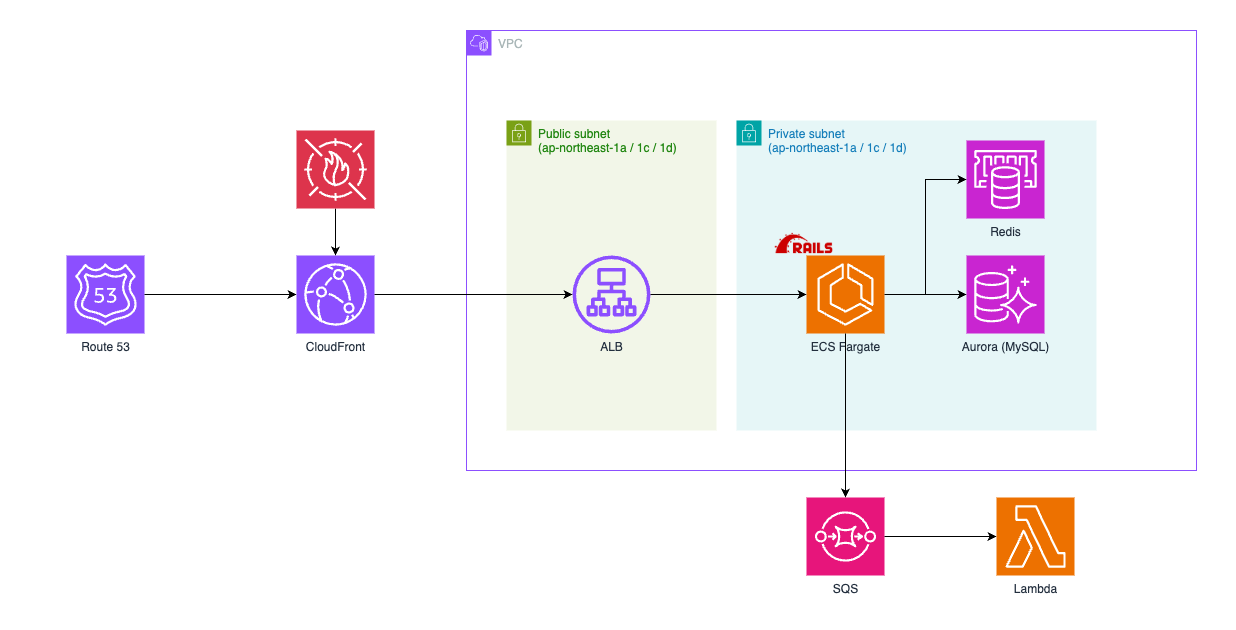 VPC
Public subnet
(ap-northeast-1a / 1c / 1d)
Private subnet
(ap-northeast-1a / 1c / 1d)
Redis
RAILS
53
Route 53
CloudFront
ALB
ECS Fargate
Aurora (MySQL)
SQS
Lambda